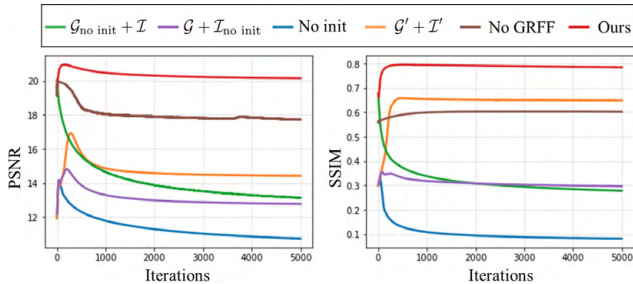 𝒢no init + ℐ 𝒢 + ℐno init No init 𝒢′ + ℐ′ No GRFF Ours
PSNR
20
18
16
14
12
0 1000 2000 3000 4000 5000
Iterations
SSIM
0.8
0.7
0.6
0.5
0.4
0.3
0.2
0.1
0 1000 2000 3000 4000 5000
Iterations